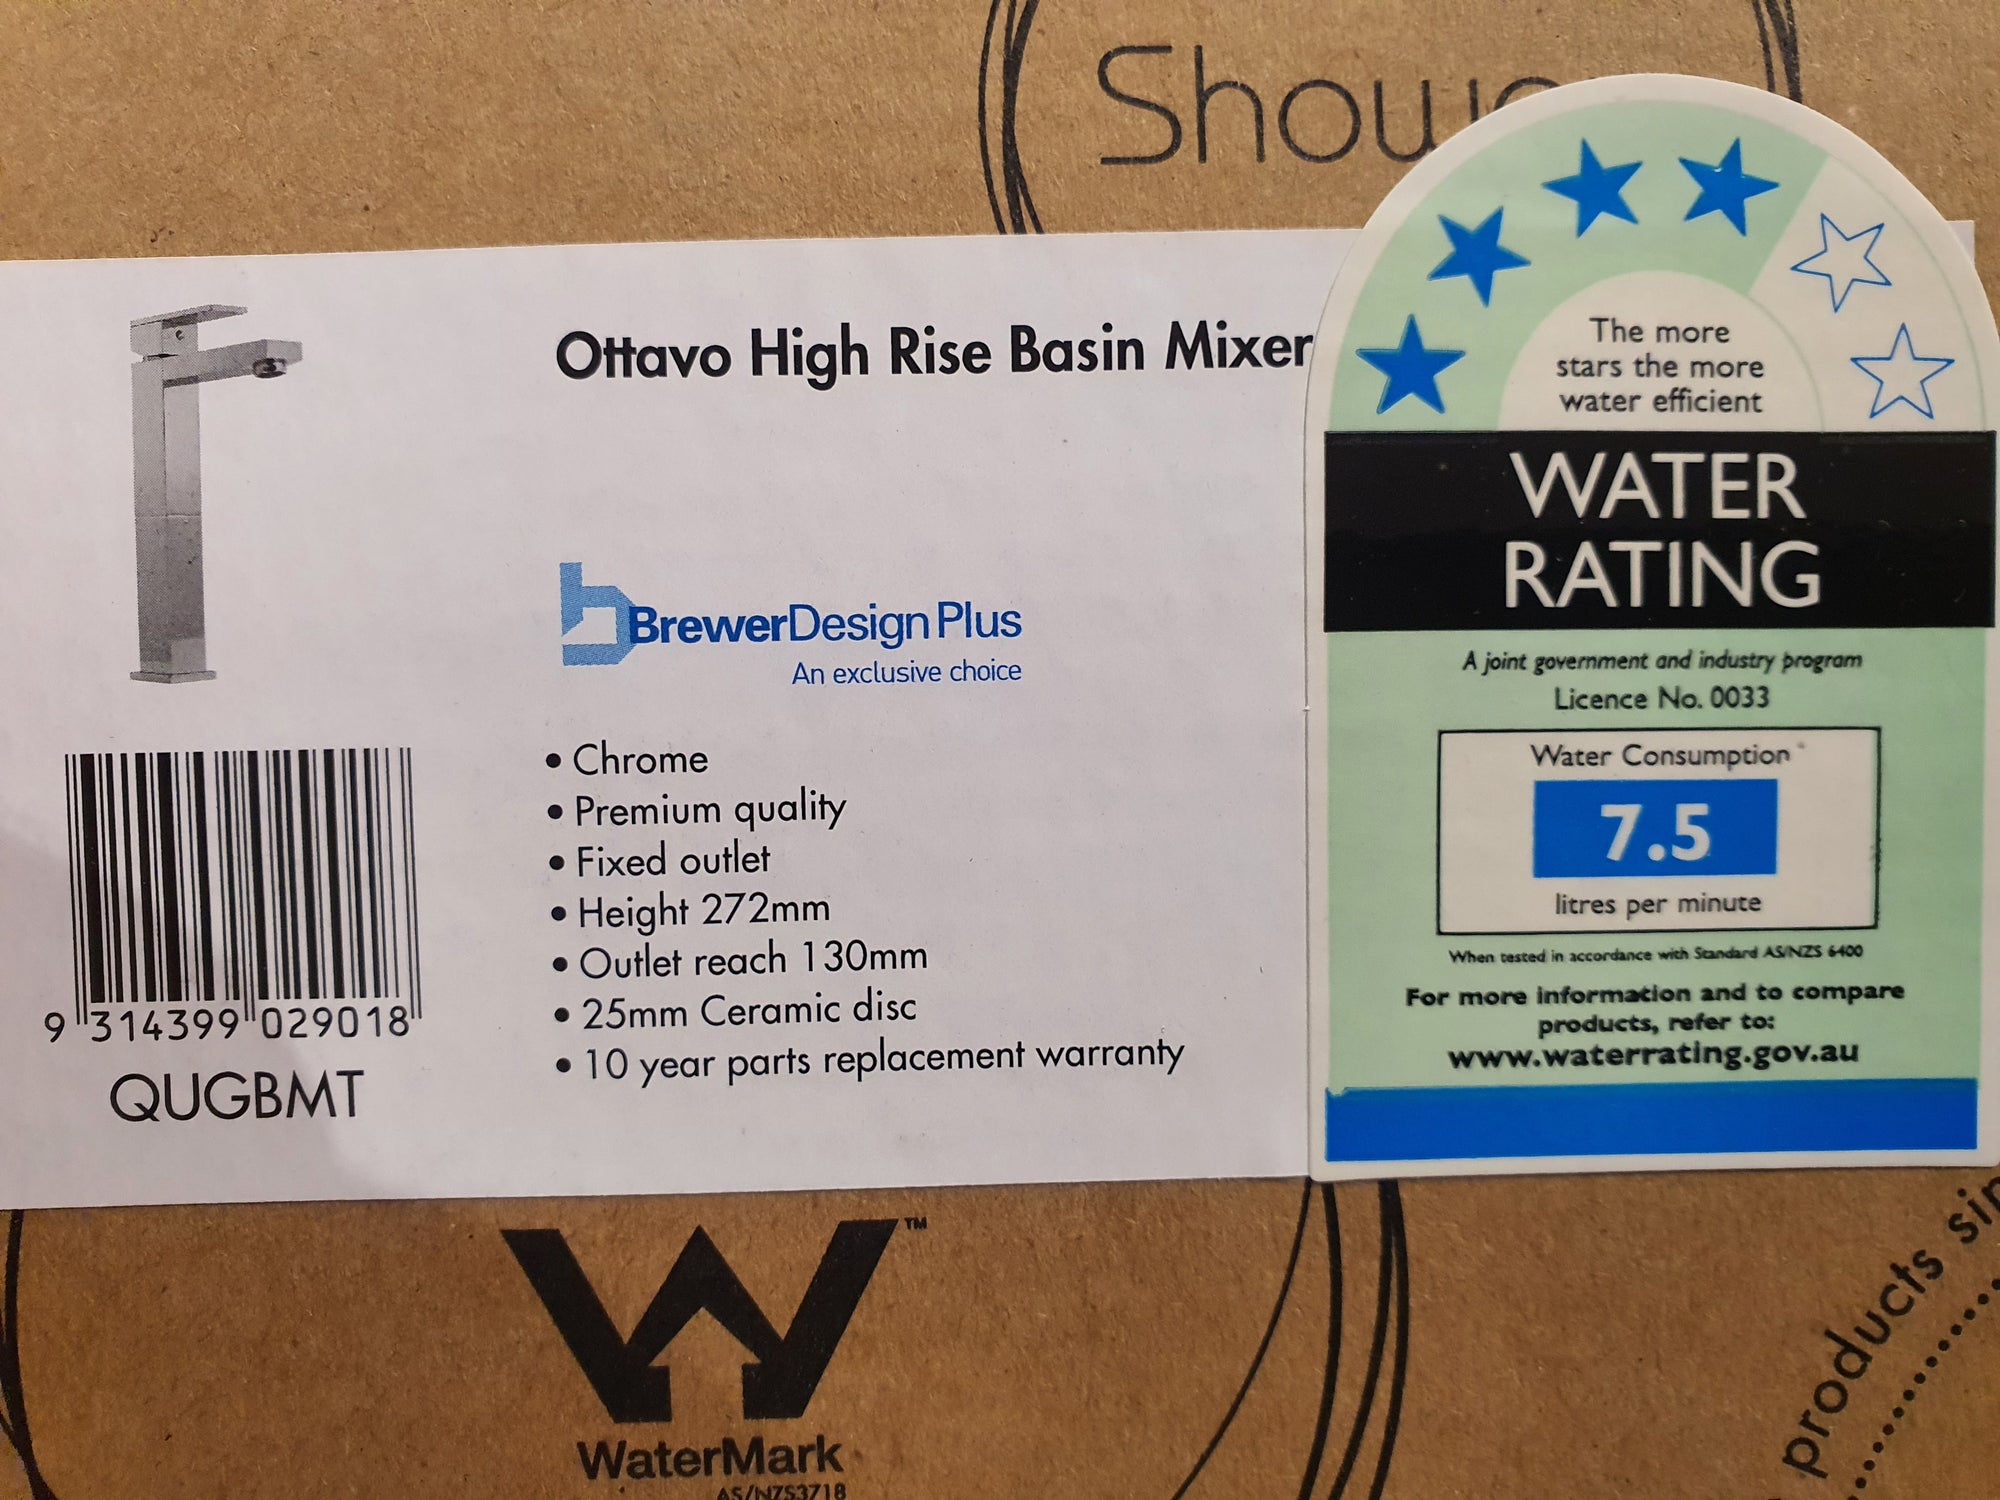 Ottavo High Rise Basin Mixer
BrewerDesign Plus
An exclusive choice
• Chrome
• Premium quality
• Fixed outlet
• Height 272mm
• Outlet reach 130mm
• 25mm Ceramic disc
• 10 year parts replacement warranty
9 314399 029018
QUGBMT
The more
stars the more
water efficient
WATER
RATING
A joint government and industry program
Licence No. 0033
Water Consumption
7.5
litres per minute
When tested in accordance with Standard AS/NZS 6400
For more information and to compare
products, refer to:
www.waterrating.gov.au
TM
WaterMark
AS/NZS3718
products